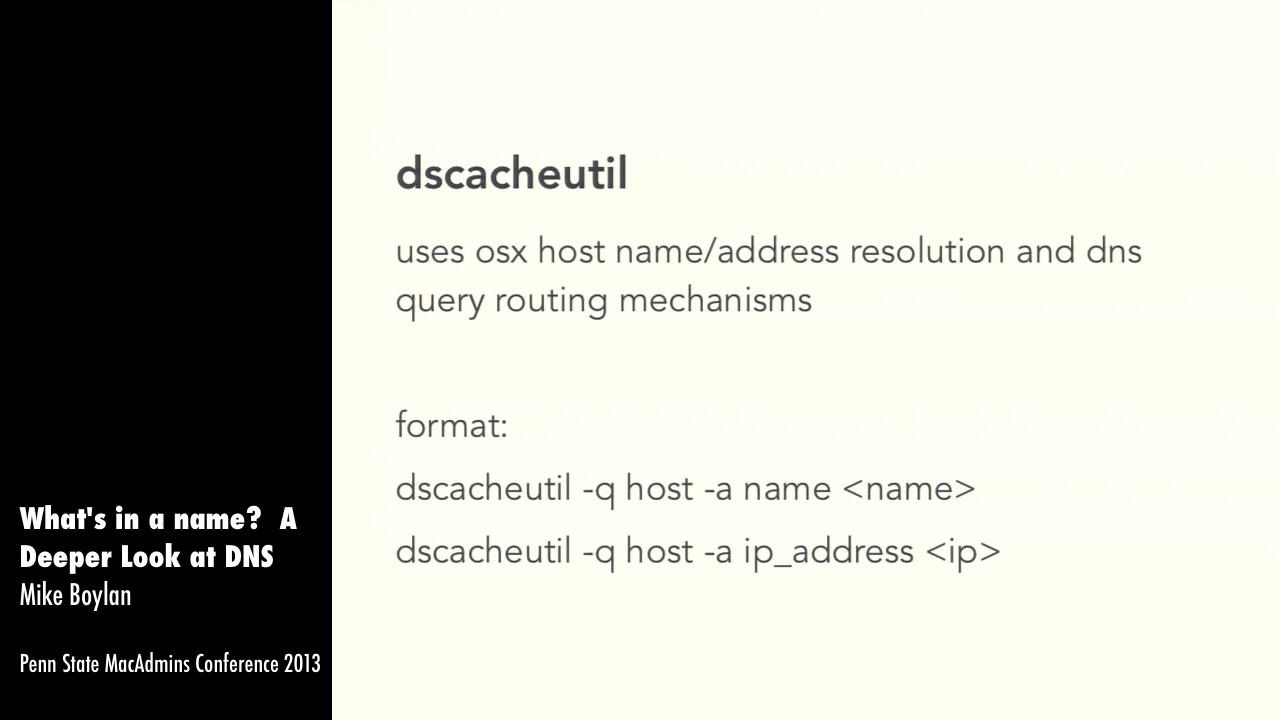 dscacheutil
uses osx host name/address resolution and dns
query routing mechanisms
format:
dscacheutil -q host -a name <name>
dscacheutil -q host -a ip_address <ip>
What's in a name?  A
Deeper Look at DNS
Mike Boylan
Penn State MacAdmins Conference 2013